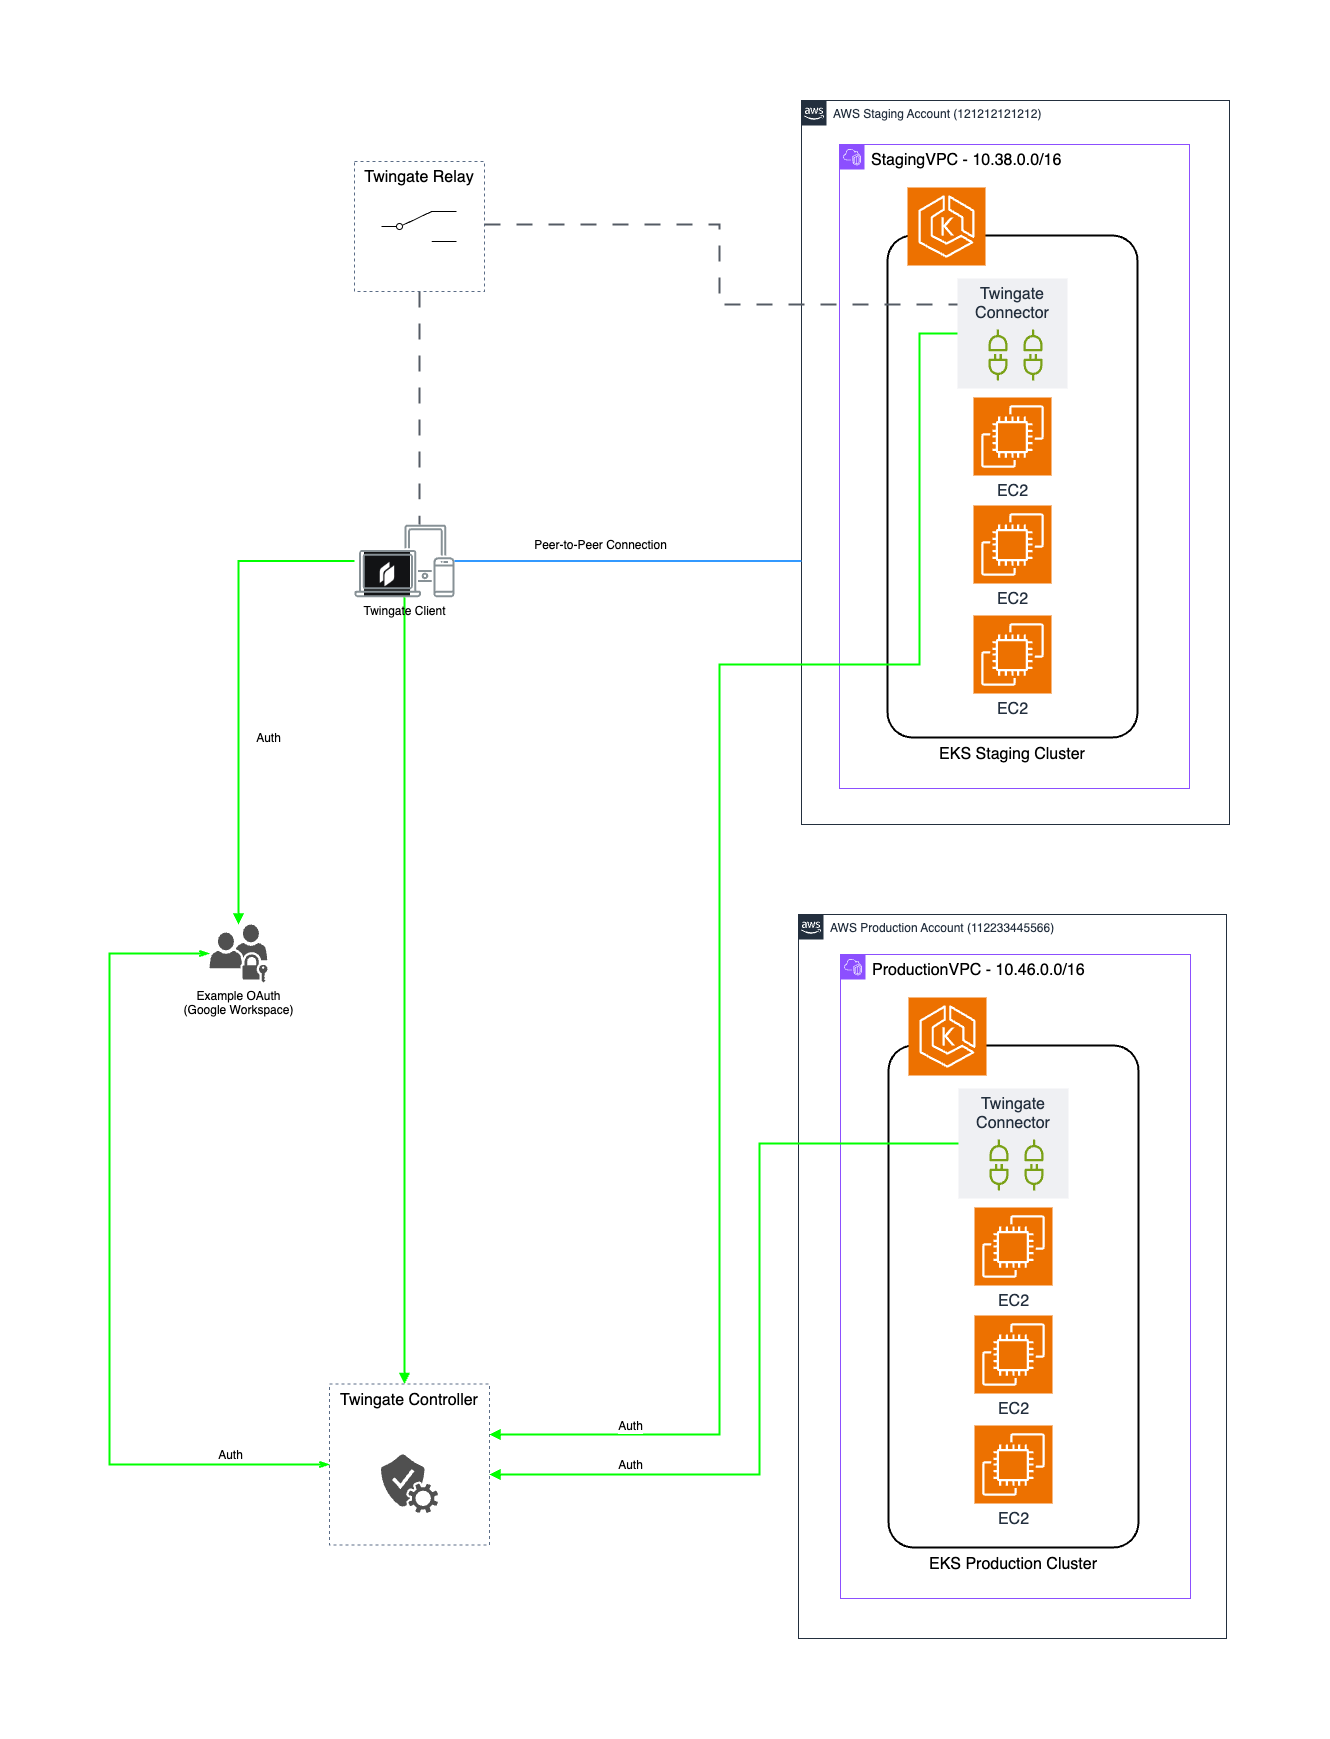 aws
AWS Staging Account (121212121212)
StagingVPC - 10.38.0.0/16
Twingate Relay
K
Twingate
Connector
EC2
Peer-to-Peer Connection
EC2
Twingate Client
EC2
Auth
EKS Staging Cluster
aws
AWS Production Account (112233445566)
ProductionVPC - 10.46.0.0/16
Example OAuth
(Google Workspace)
K
Twingate
Connector
EC2
Twingate Controller
EC2
Auth
Auth
Auth
EC2
EKS Production Cluster